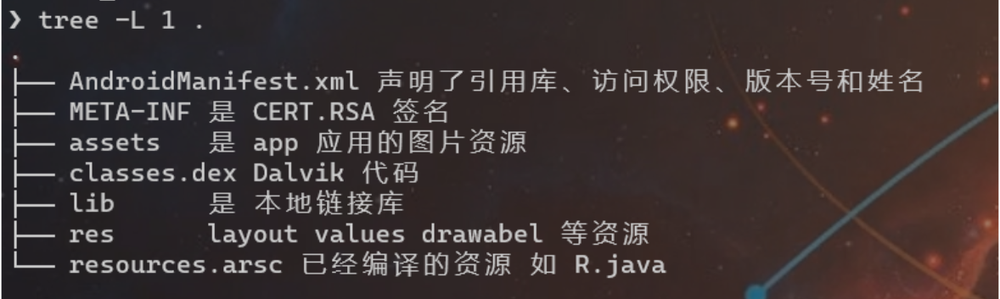 ❯ tree -L 1 .
.
├── AndroidManifest.xml 声明了引用库、访问权限、版本号和姓名
├── META-INF 是 CERT.RSA 签名
├── assets   是 app 应用的图片资源
├── classes.dex Dalvik 代码
├── lib      是 本地链接库
├── res      layout values drawabel 等资源
└── resources.arsc 已经编译的资源 如 R.java